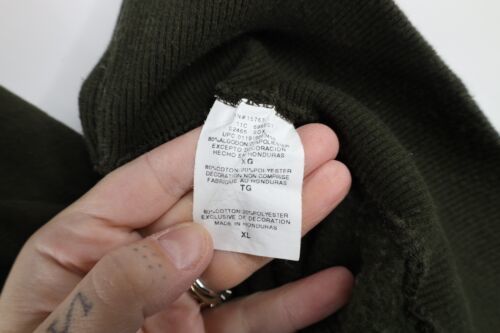 80%ALGODON/20%POLYESTER
EXCEPTO DECORACION
HECHO EN HONDURAS
XG
80%COTON/20%POLYESTER
DECORATION NON COMPRISE
FABRIQUE AU HONDURAS
TG
80%COTTON/20%POLYESTER
EXCLUSIVE OF DECORATION
MADE IN HONDURAS
XL